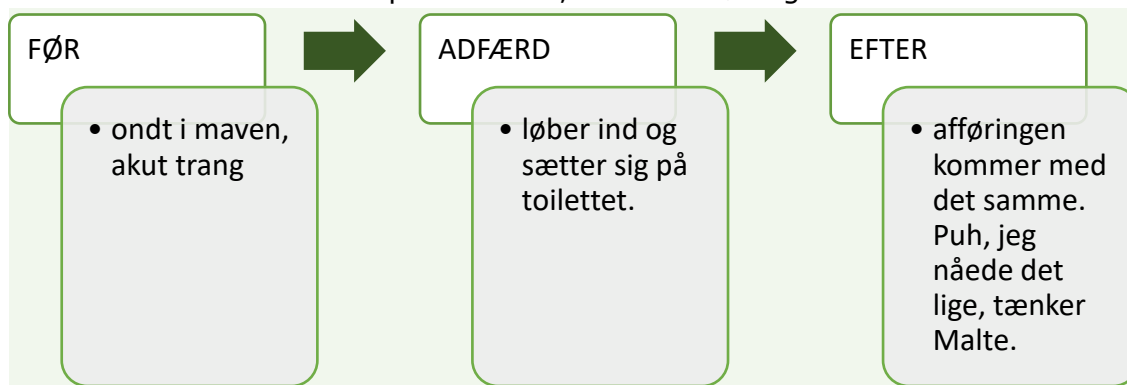 FØR
• ondt i maven,
akut trang
ADFÆRD
• løber ind og
sætter sig på
toilettet.
EFTER
• afføringen
kommer med
det samme.
Puh, jeg
nåede det
lige, tænker
Malte.